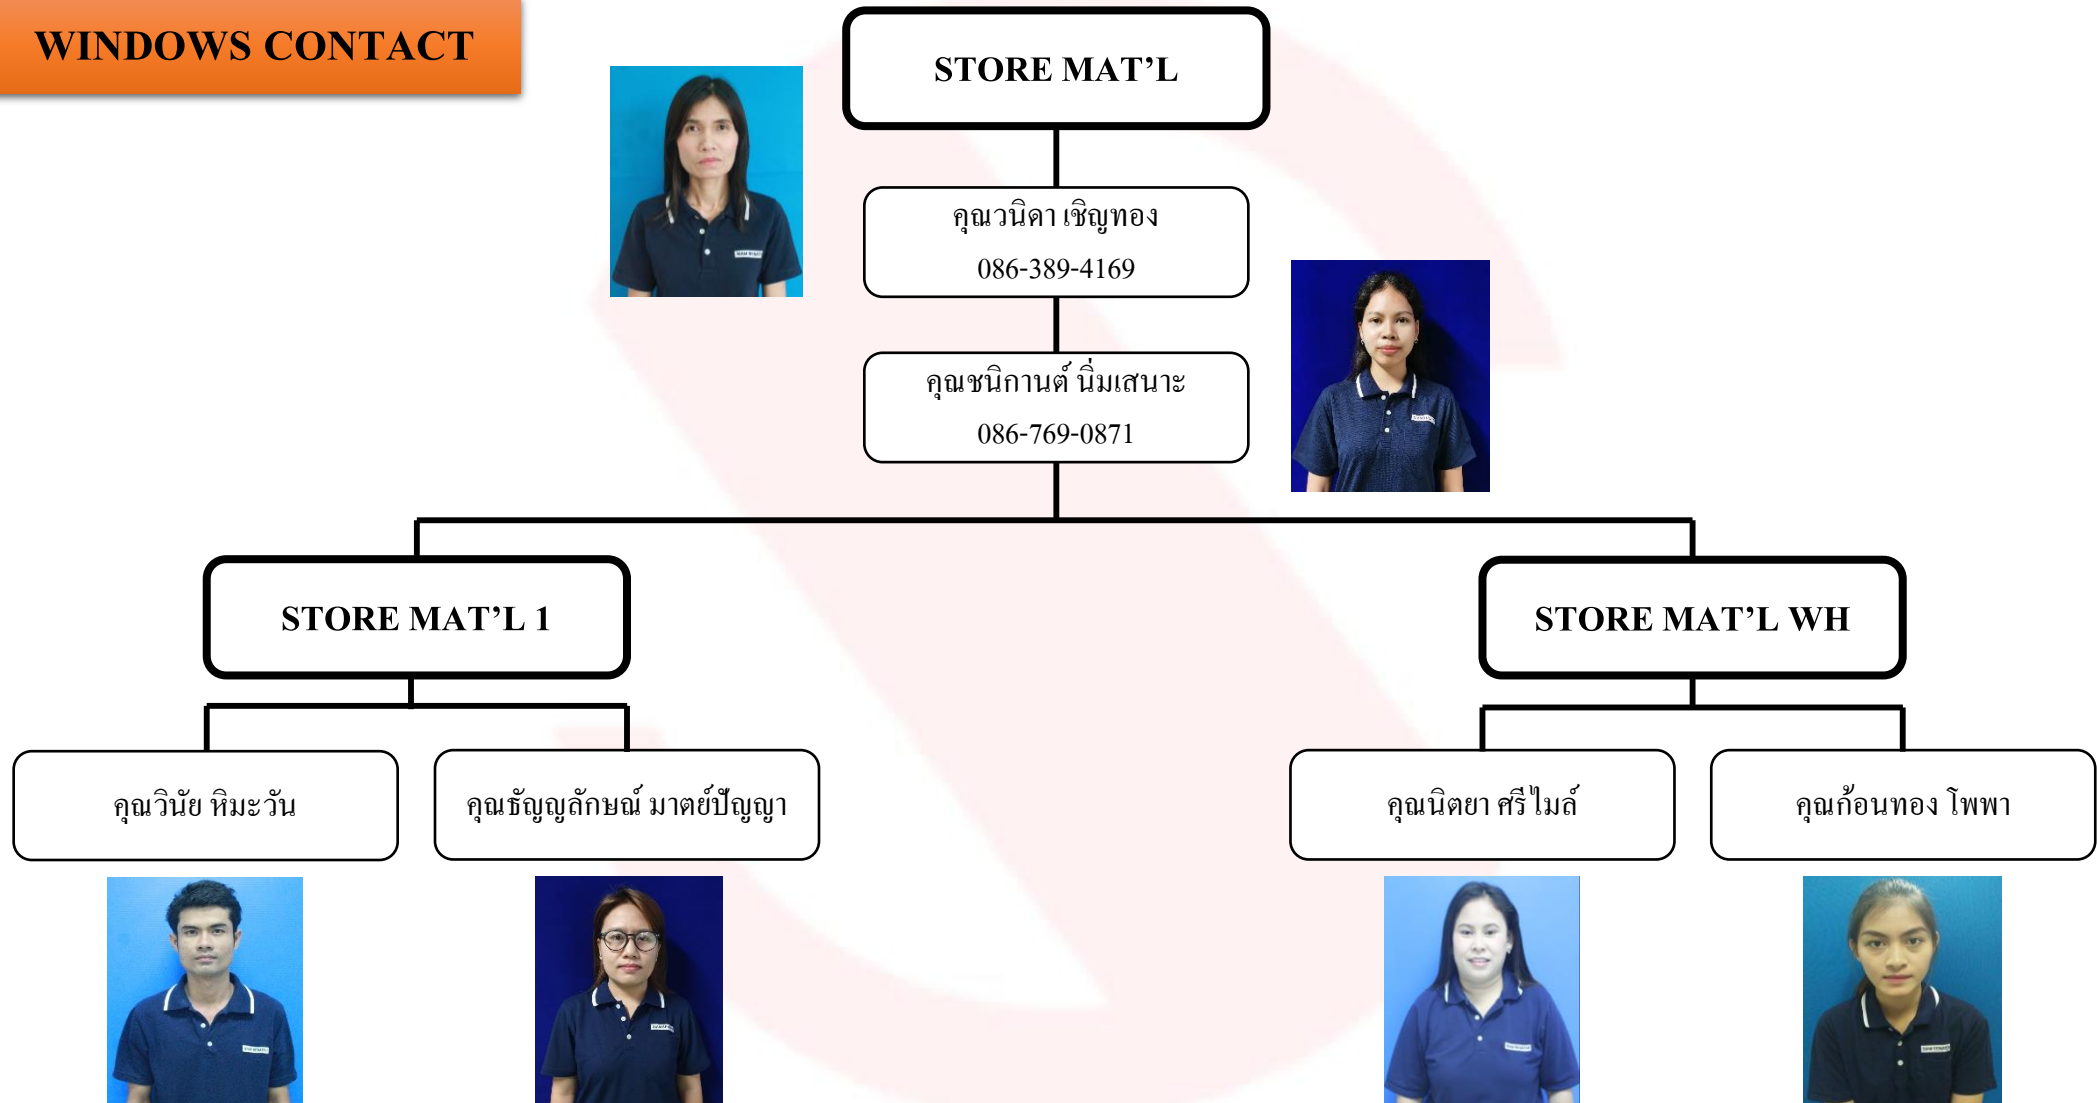 WINDOWS CONTACT
STORE MAT’L
คุณวนิดา เชิญทอง
086-389-4169
คุณชนิกานต์ นิ่มเสนาะ
086-769-0871
STORE MAT’L 1
STORE MAT’L WH
คุณวินัย หิมะวัน
คุณธัญญลักษณ์ มาตย์ปัญญา
คุณนิตยา ศรีไมล์
คุณก้อนทอง โพพา